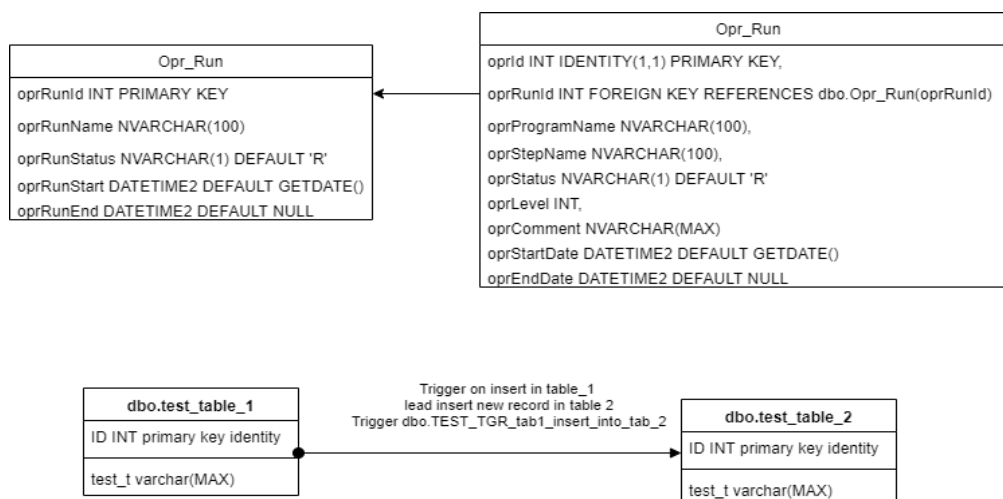 Opr_Run
oprRunId INT PRIMARY KEY
oprRunName NVARCHAR(100)
oprRunStatus NVARCHAR(1) DEFAULT 'R'
oprRunStart DATETIME2 DEFAULT GETDATE()
oprRunEnd DATETIME2 DEFAULT NULL
Opr_Run
oprId INT IDENTITY(1,1) PRIMARY KEY,
oprRunId INT FOREIGN KEY REFERENCES dbo.Opr_Run(oprRunId)
oprProgramName NVARCHAR(100),
oprStepName NVARCHAR(100),
oprStatus NVARCHAR(1) DEFAULT 'R'
oprLevel INT,
oprComment NVARCHAR(MAX)
oprStartDate DATETIME2 DEFAULT GETDATE()
oprEndDate DATETIME2 DEFAULT NULL
dbo.test_table_1
ID INT primary key identity
test_t varchar(MAX)
Trigger on insert in table_1
lead insert new record in table 2
Trigger dbo.TEST_TGR_tab1_insert_into_tab_2
dbo.test_table_2
ID INT primary key identity
test_t varchar(MAX)